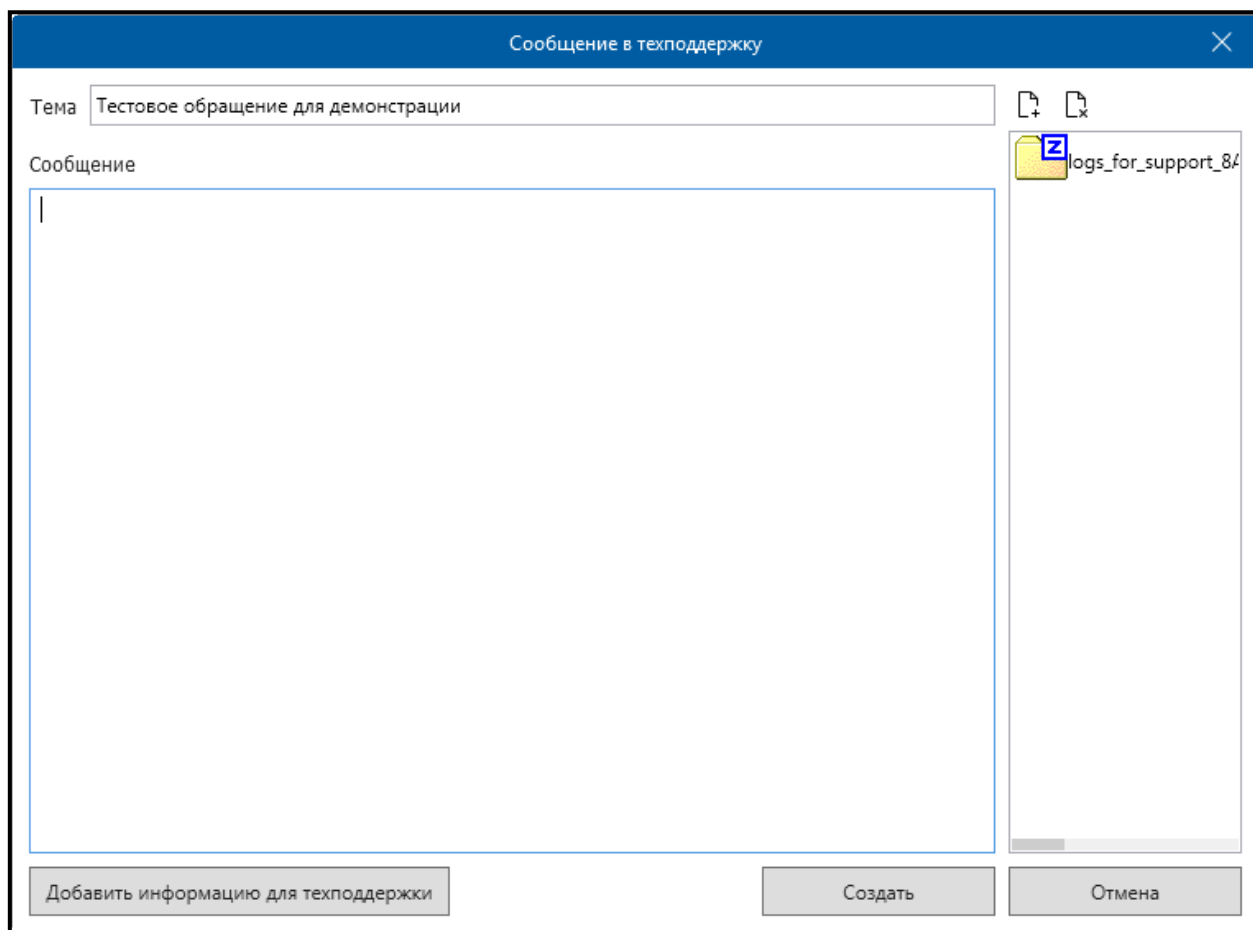 Сообщение в техподдержку
Тема Тестовое обращение для демонстрации
Сообщение
logs_for_support_8
Добавить информацию для техподдержки Создать Отмена